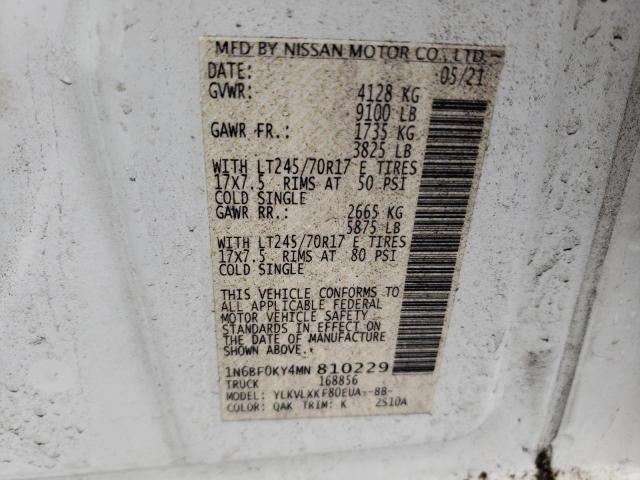 MFD BY NISSAN MOTOR CO., LTD.
DATE: 05/21
GVWR: 4128 KG
9100 LB
GAWR FR.: 1735 KG
3825 LB
WITH LT245/70R17 E TIRES
17X7.5 RIMS AT 50 PSI
COLD SINGLE
GAWR RR.: 2665 KG
5875 LB
WITH LT245/70R17 E TIRES
17X7.5 RIMS AT 80 PSI
COLD SINGLE
THIS VEHICLE CONFORMS TO
ALL APPLICABLE FEDERAL
MOTOR VEHICLE SAFETY
STANDARDS IN EFFECT ON
THE DATE OF MANUFACTURE
SHOWN ABOVE.
1N6BF0KY4MN810229
TRUCK 168856
MODEL: YLKVLXKF80EUA--BB-
COLOR: QAK TRIM: K 2S10A